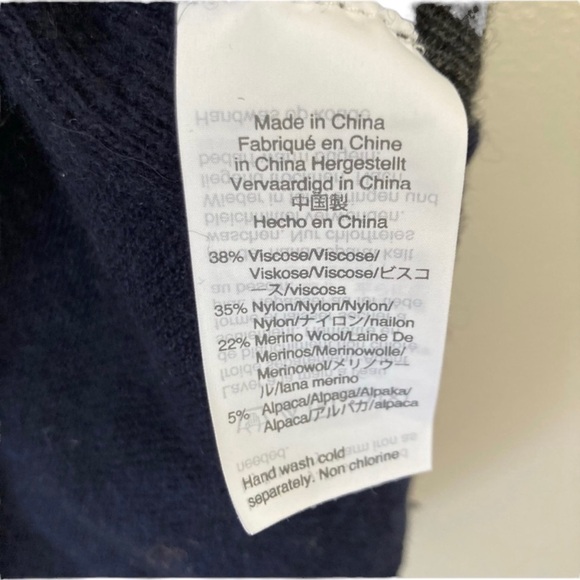 Made in China
Fabriqué en Chine
in China Hergestellt
Vervaardigd in China
中国製
Hecho en China
38% Viscose/Viscose/
Viskose/Viscose/ビスコ
ース/viscosa
35% Nylon/Nylon/Nylon/
Nylon/ナイロン/nailon
22% Merino Wool/Laine De
Merinos/Merinowolle/
Merinowol/メリノウー
ル/lana merino
5% Alpaca/Alpaga/Alpaka/
Alpaca/アルパカ/alpaca
Hand wash cold
separately. Non chlorine